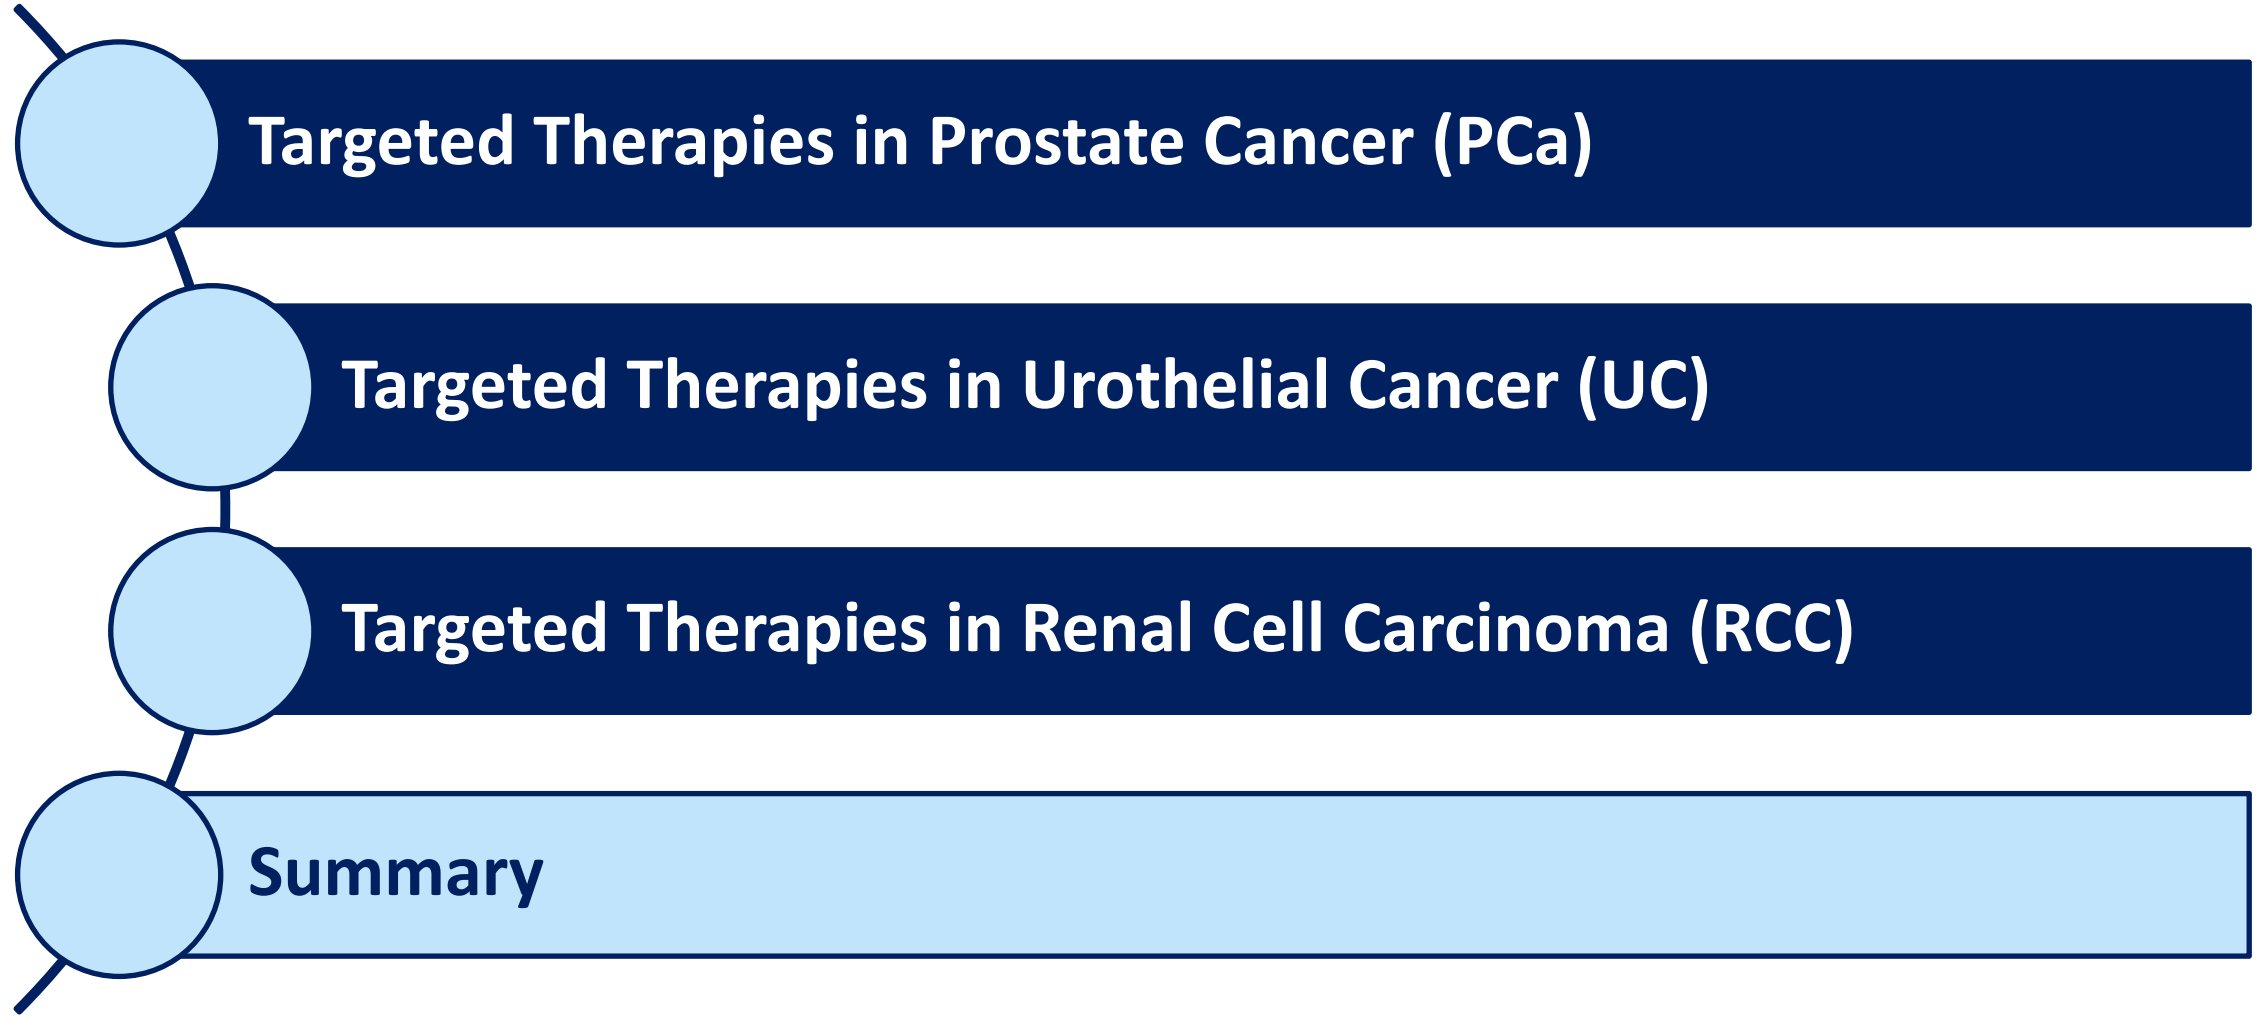 Targeted Therapies in Prostate Cancer (PCa)
Targeted Therapies in Urothelial Cancer (UC)
Targeted Therapies in Renal Cell Carcinoma (RCC)
Summary